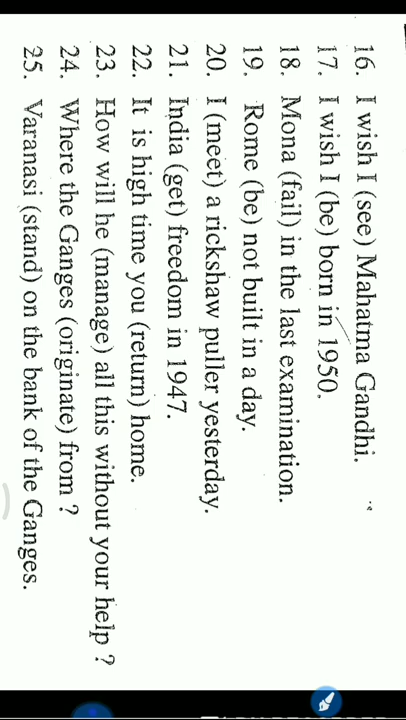 16. I wish I (see) Mahatma Gandhi.
17. I wish I (be) born in 1950.
18. Mona (fail) in the last examination.
19. Rome (be) not built in a day.
20. I (meet) a rickshaw puller yesterday.
21. India (get) freedom in 1947.
22. It is high time you (return) home.
23. How will he (manage) all this without your help ?
24. Where the Ganges (originate) from ?
25. Varanasi (stand) on the bank of the Ganges.